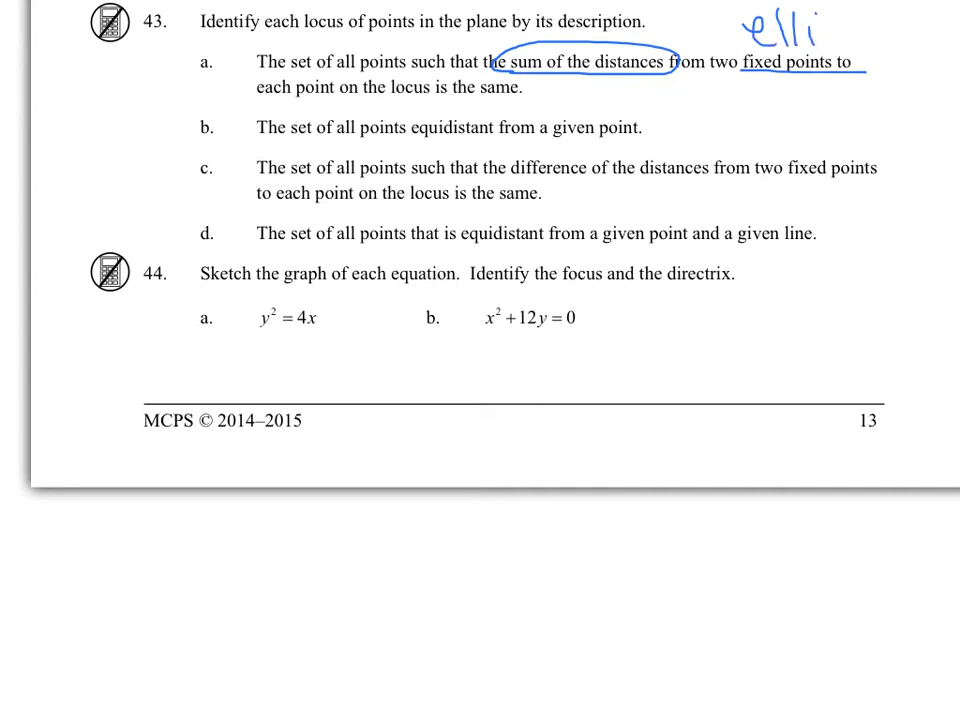 elli
43. Identify each locus of points in the plane by its description.
a. The set of all points such that the sum of the distances from two fixed points to
each point on the locus is the same.
b. The set of all points equidistant from a given point.
c. The set of all points such that the difference of the distances from two fixed points
to each point on the locus is the same.
d. The set of all points that is equidistant from a given point and a given line.
44. Sketch the graph of each equation. Identify the focus and the directrix.
a. y² = 4x b. x² + 12y = 0
MCPS © 2014–2015 13